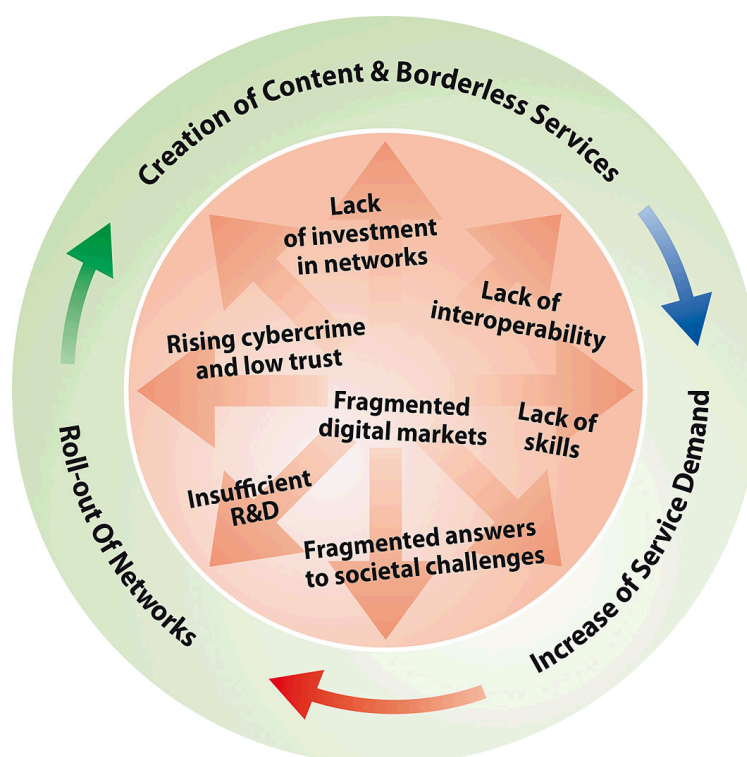 Creation of Content & Borderless Services
Lack
of investment
in networks
Lack of
interoperability
Rising cybercrime
and low trust
Fragmented
digital markets
Lack of
skills
Insufficient
R&D
Fragmented answers
to societal challenges
Increase of Service Demand
Roll-out Of Networks